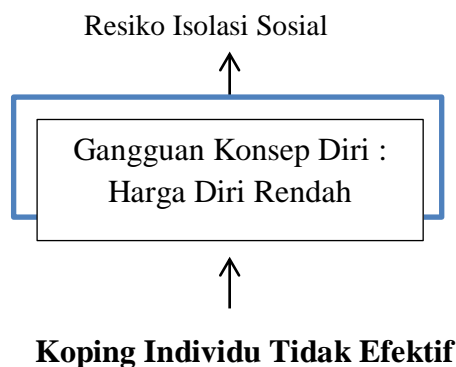 Resiko Isolasi Sosial
Gangguan Konsep Diri :
Harga Diri Rendah
Koping Individu Tidak Efektif